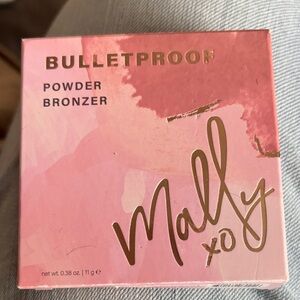 BULLETPROOF
POWDER
BRONZER
Mally
xo
net wt. 0.38 oz. | 11 g ℮